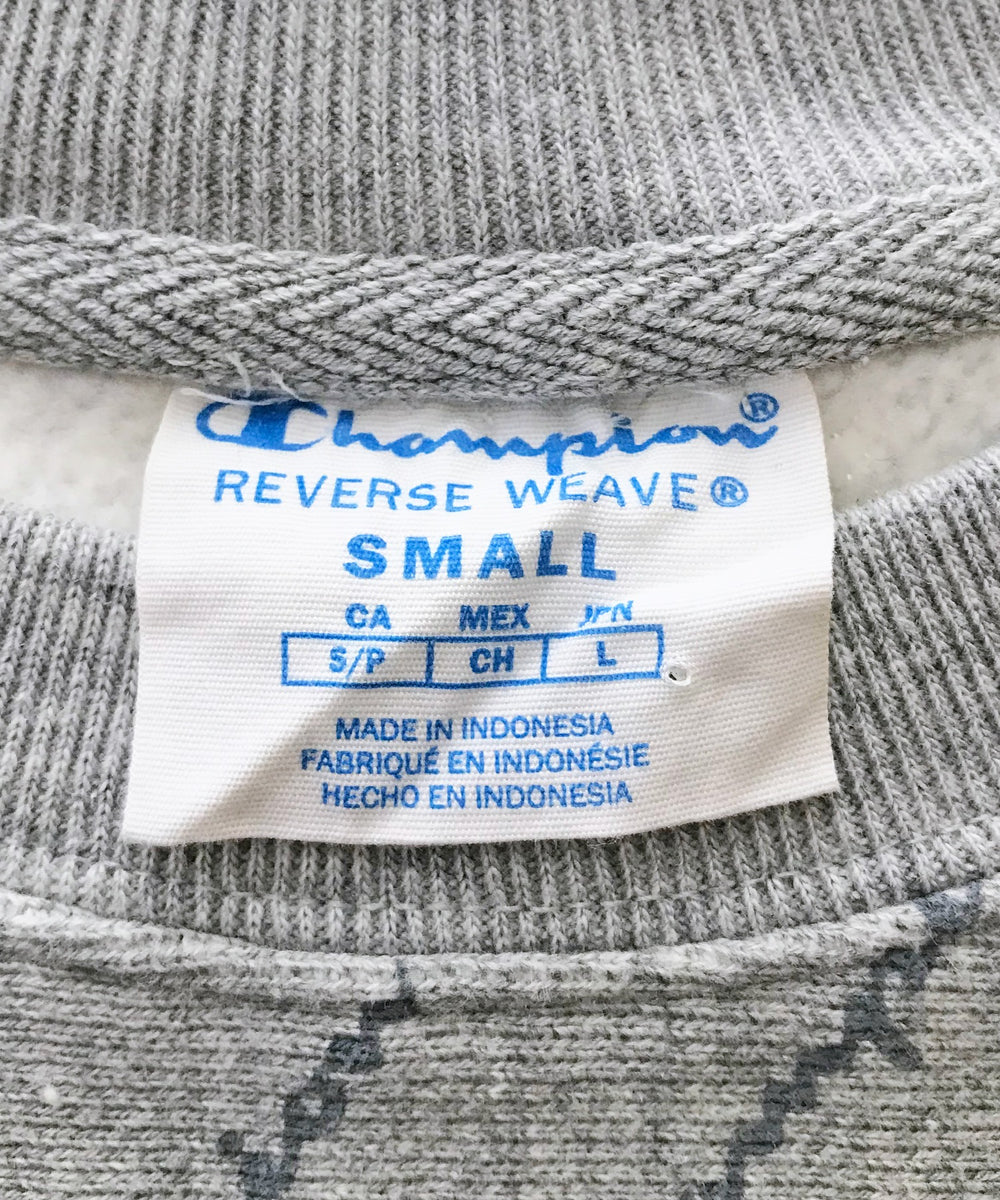 Champion®
REVERSE WEAVE®
SMALL
CA MEX JPN
S/P CH L
MADE IN INDONESIA
FABRIQUÉ EN INDONÉSIE
HECHO EN INDONESIA